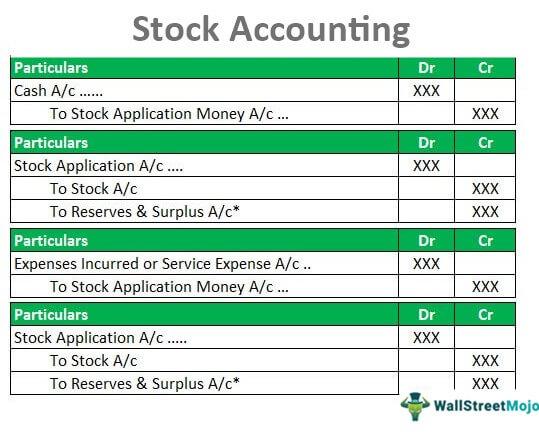 Stock Accounting
Particulars Dr Cr
Cash A/c ...... XXX
To Stock Application Money A/c ... XXX
Particulars Dr Cr
Stock Application A/c .... XXX
To Stock A/c XXX
To Reserves & Surplus A/c* XXX
Particulars Dr Cr
Expenses Incurred or Service Expense A/c .. XXX
To Stock Application Money A/c ... XXX
Particulars Dr Cr
Stock Application A/c ..... XXX
To Stock A/c XXX
To Reserves & Surplus A/c* XXX
WallStreetMojo